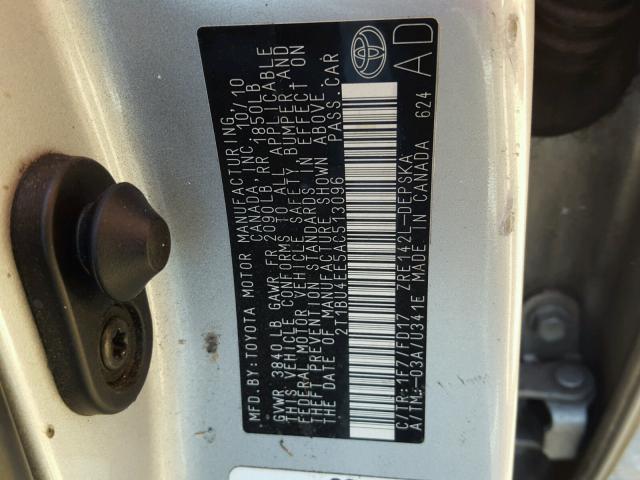 MFD. BY: TOYOTA MOTOR MANUFACTURING,
CANADA, INC. 10/10
GVWR 3840 LB GAWR FR 2090 LB RR 1850LB
THIS VEHICLE CONFORMS TO ALL APPLICABLE
FEDERAL MOTOR VEHICLE SAFETY, BUMPER AND
THEFT PREVENTION STANDARDS IN EFFECT ON
THE DATE OF MANUFACTURE SHOWN ABOVE.
2T1BU4EE5AC513096 PASS. CAR
C/TR: 1F7/FD17 ZRE142L-DEPSKA
A/TM: -03A/U341E MADE IN CANADA 624
AD